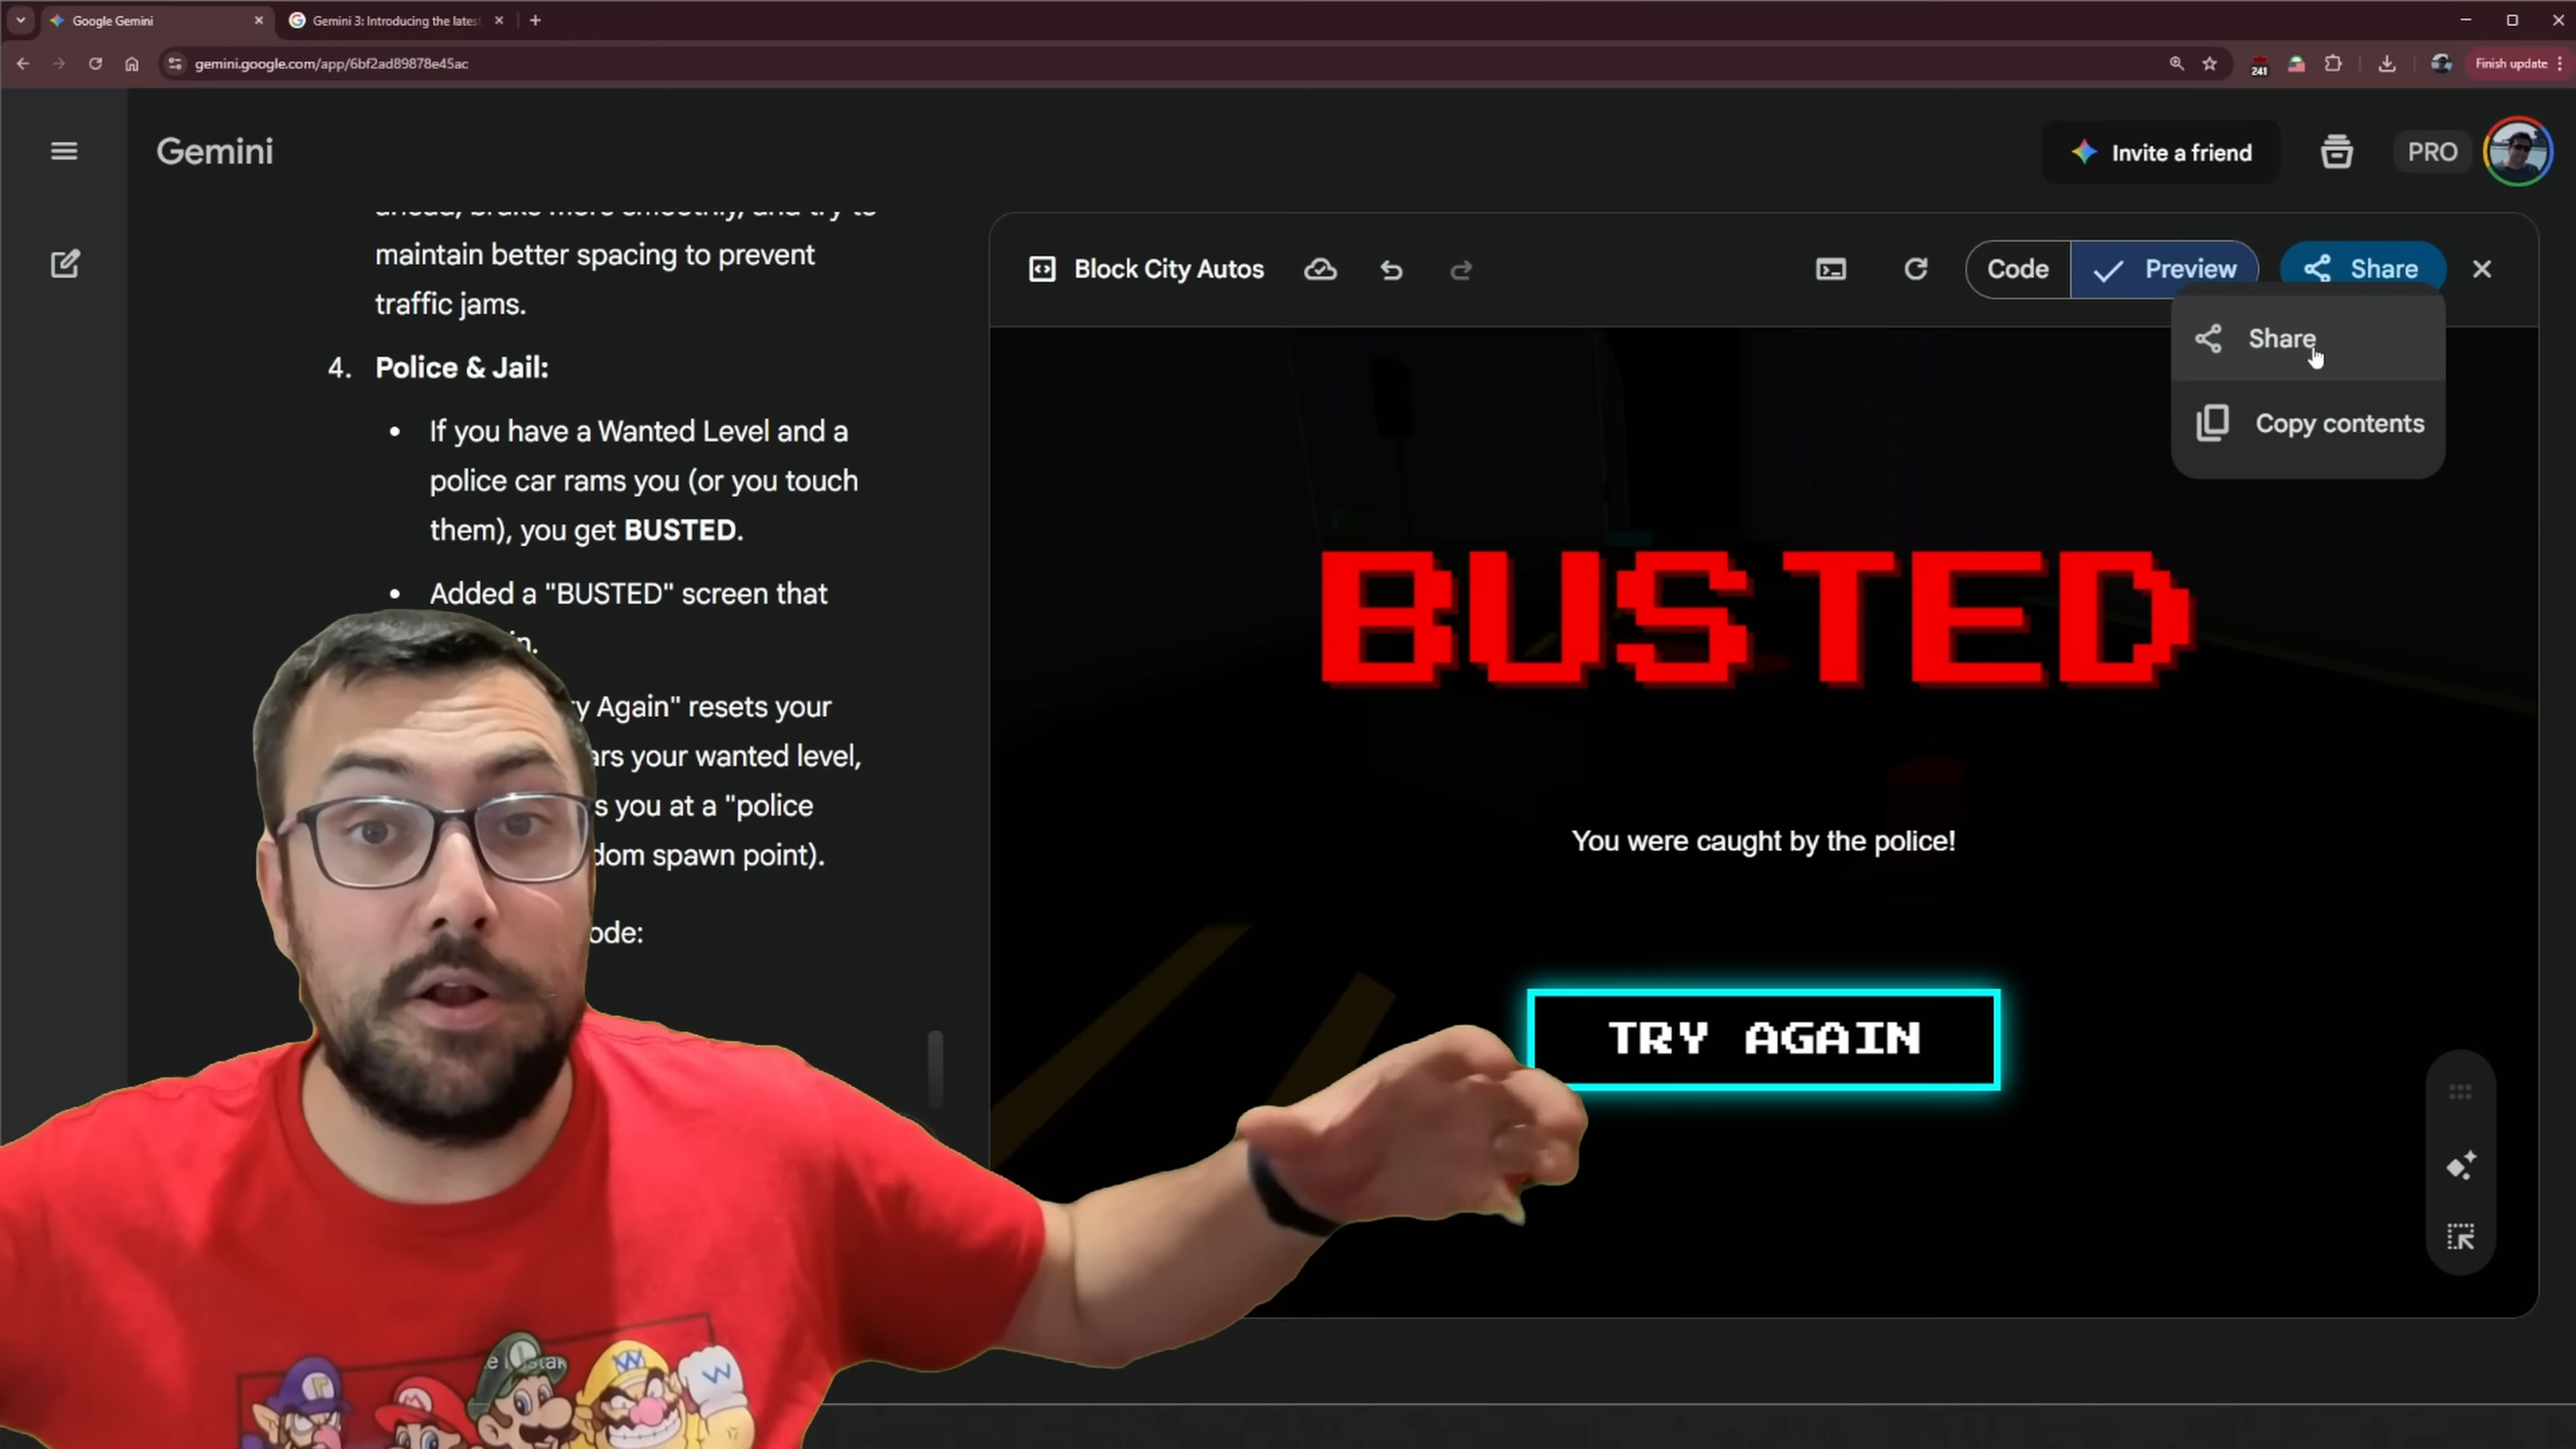 Google Gemini
Gemini 3: Introducing the lates
gemini.google.com/app/6bf2ad89878e45ac
241
Finish update
Gemini
Invite a friend
PRO
maintain better spacing to prevent
traffic jams.
4. Police & Jail:
• If you have a Wanted Level and a
police car rams you (or you touch
them), you get BUSTED.
• Added a "BUSTED" screen that
in.
y Again" resets your
ars your wanted level,
s you at a "police
dom spawn point).
ode:
Block City Autos
Code
Preview
Share
Share
Copy contents
BUSTED
You were caught by the police!
TRY AGAIN
L
M
L
W
W